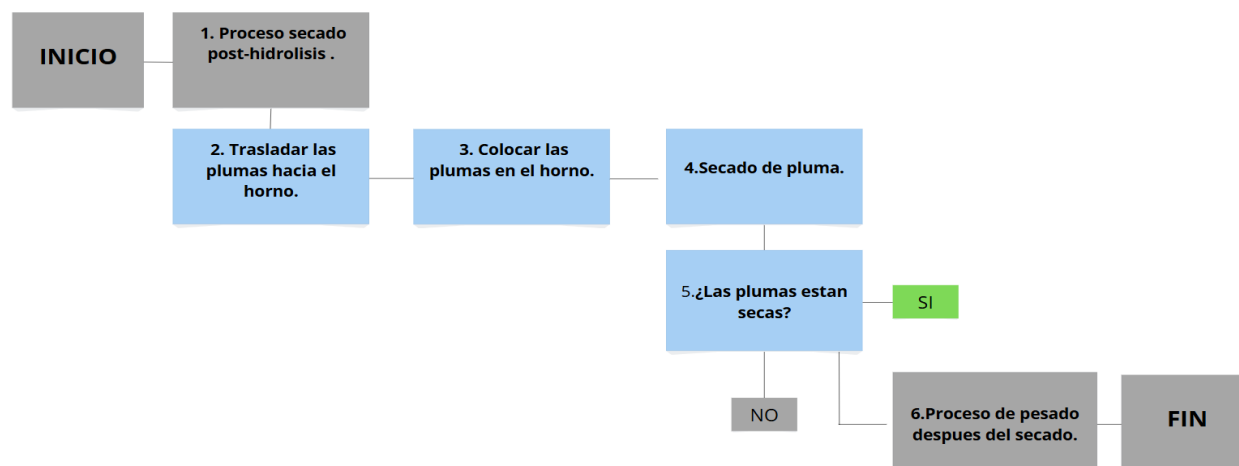 INICIO
1. Proceso secado
post-hidrolisis .
2. Trasladar las
plumas hacia el
horno.
3. Colocar las
plumas en el horno.
4.Secado de pluma.
5.¿Las plumas estan
secas?
SI
NO
6.Proceso de pesado
despues del secado.
FIN